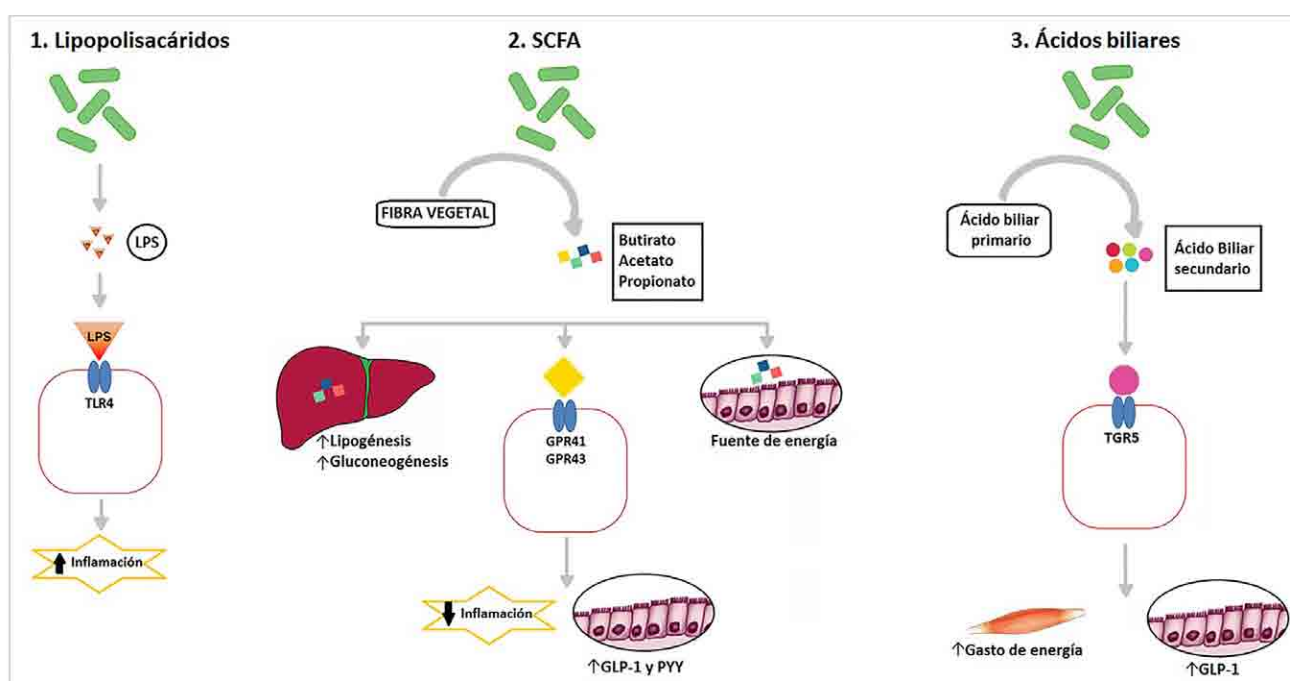 1. Lipopolisacáridos
LPS
LPS
TLR4
Inflamación
2. SCFA
FIBRA VEGETAL
Butirato
Acetato
Propionato
↑Lipogénesis
↑Gluconeogénesis
GPR41
GPR43
Fuente de energía
Inflamación
↑GLP-1 y PYY
3. Ácidos biliares
Ácido biliar
primario
Ácido Biliar
secundario
TGR5
↑Gasto de energía
↑GLP-1